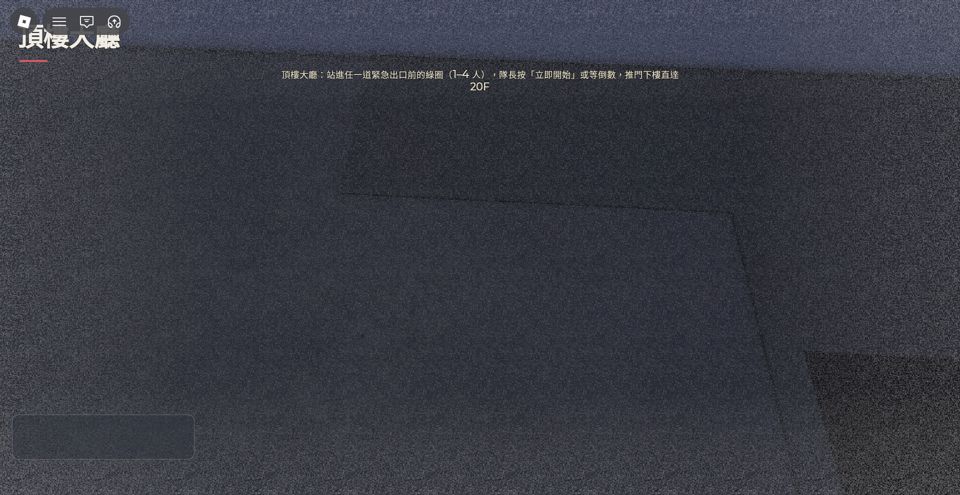 頂樓大廳
頂樓大廳：站進任一道緊急出口前的綠圈（1–4 人），隊長按「立即開始」或等倒數，推門下樓直達
20F